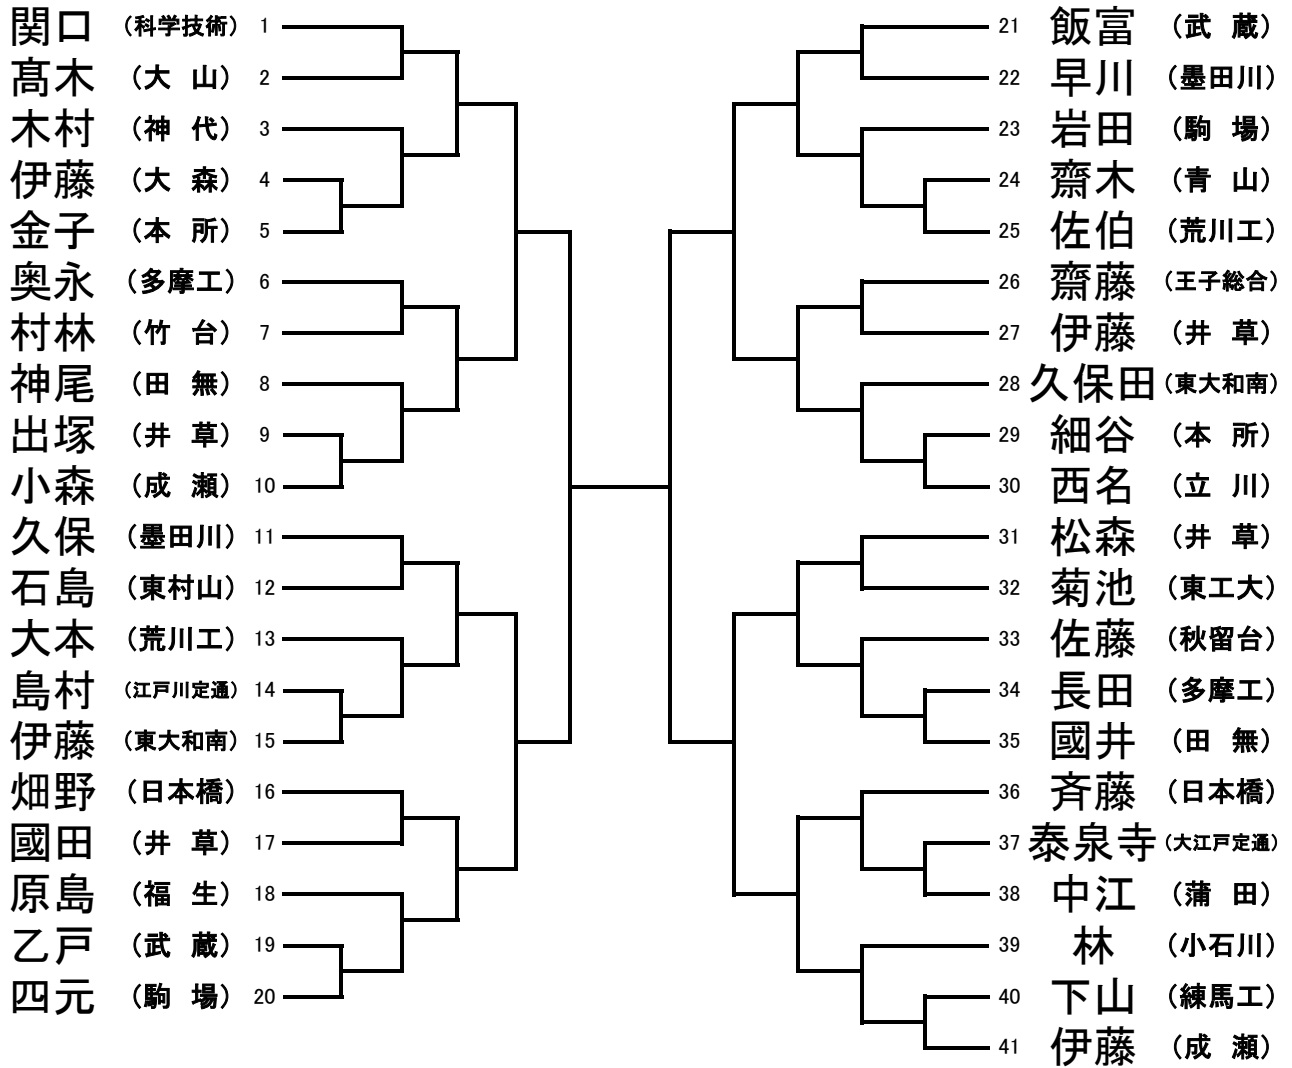 関口 (科学技術) 1
髙木 (大 山) 2
木村 (神 代) 3
伊藤 (大 森) 4
金子 (本 所) 5
奥永 (多摩工) 6
村林 (竹 台) 7
神尾 (田 無) 8
出塚 (井 草) 9
小森 (成 瀬) 10
久保 (墨田川) 11
石島 (東村山) 12
大本 (荒川工) 13
島村 (江戸川定通) 14
伊藤 (東大和南) 15
畑野 (日本橋) 16
國田 (井 草) 17
原島 (福 生) 18
乙戸 (武 蔵) 19
四元 (駒 場) 20
21 飯富 (武 蔵)
22 早川 (墨田川)
23 岩田 (駒 場)
24 齋木 (青 山)
25 佐伯 (荒川工)
26 齋藤 (王子総合)
27 伊藤 (井 草)
28 久保田 (東大和南)
29 細谷 (本 所)
30 西名 (立 川)
31 松森 (井 草)
32 菊池 (東工大)
33 佐藤 (秋留台)
34 長田 (多摩工)
35 國井 (田 無)
36 斉藤 (日本橋)
37 泰泉寺 (大江戸定通)
38 中江 (蒲 田)
39 林 (小石川)
40 下山 (練馬工)
41 伊藤 (成 瀬)